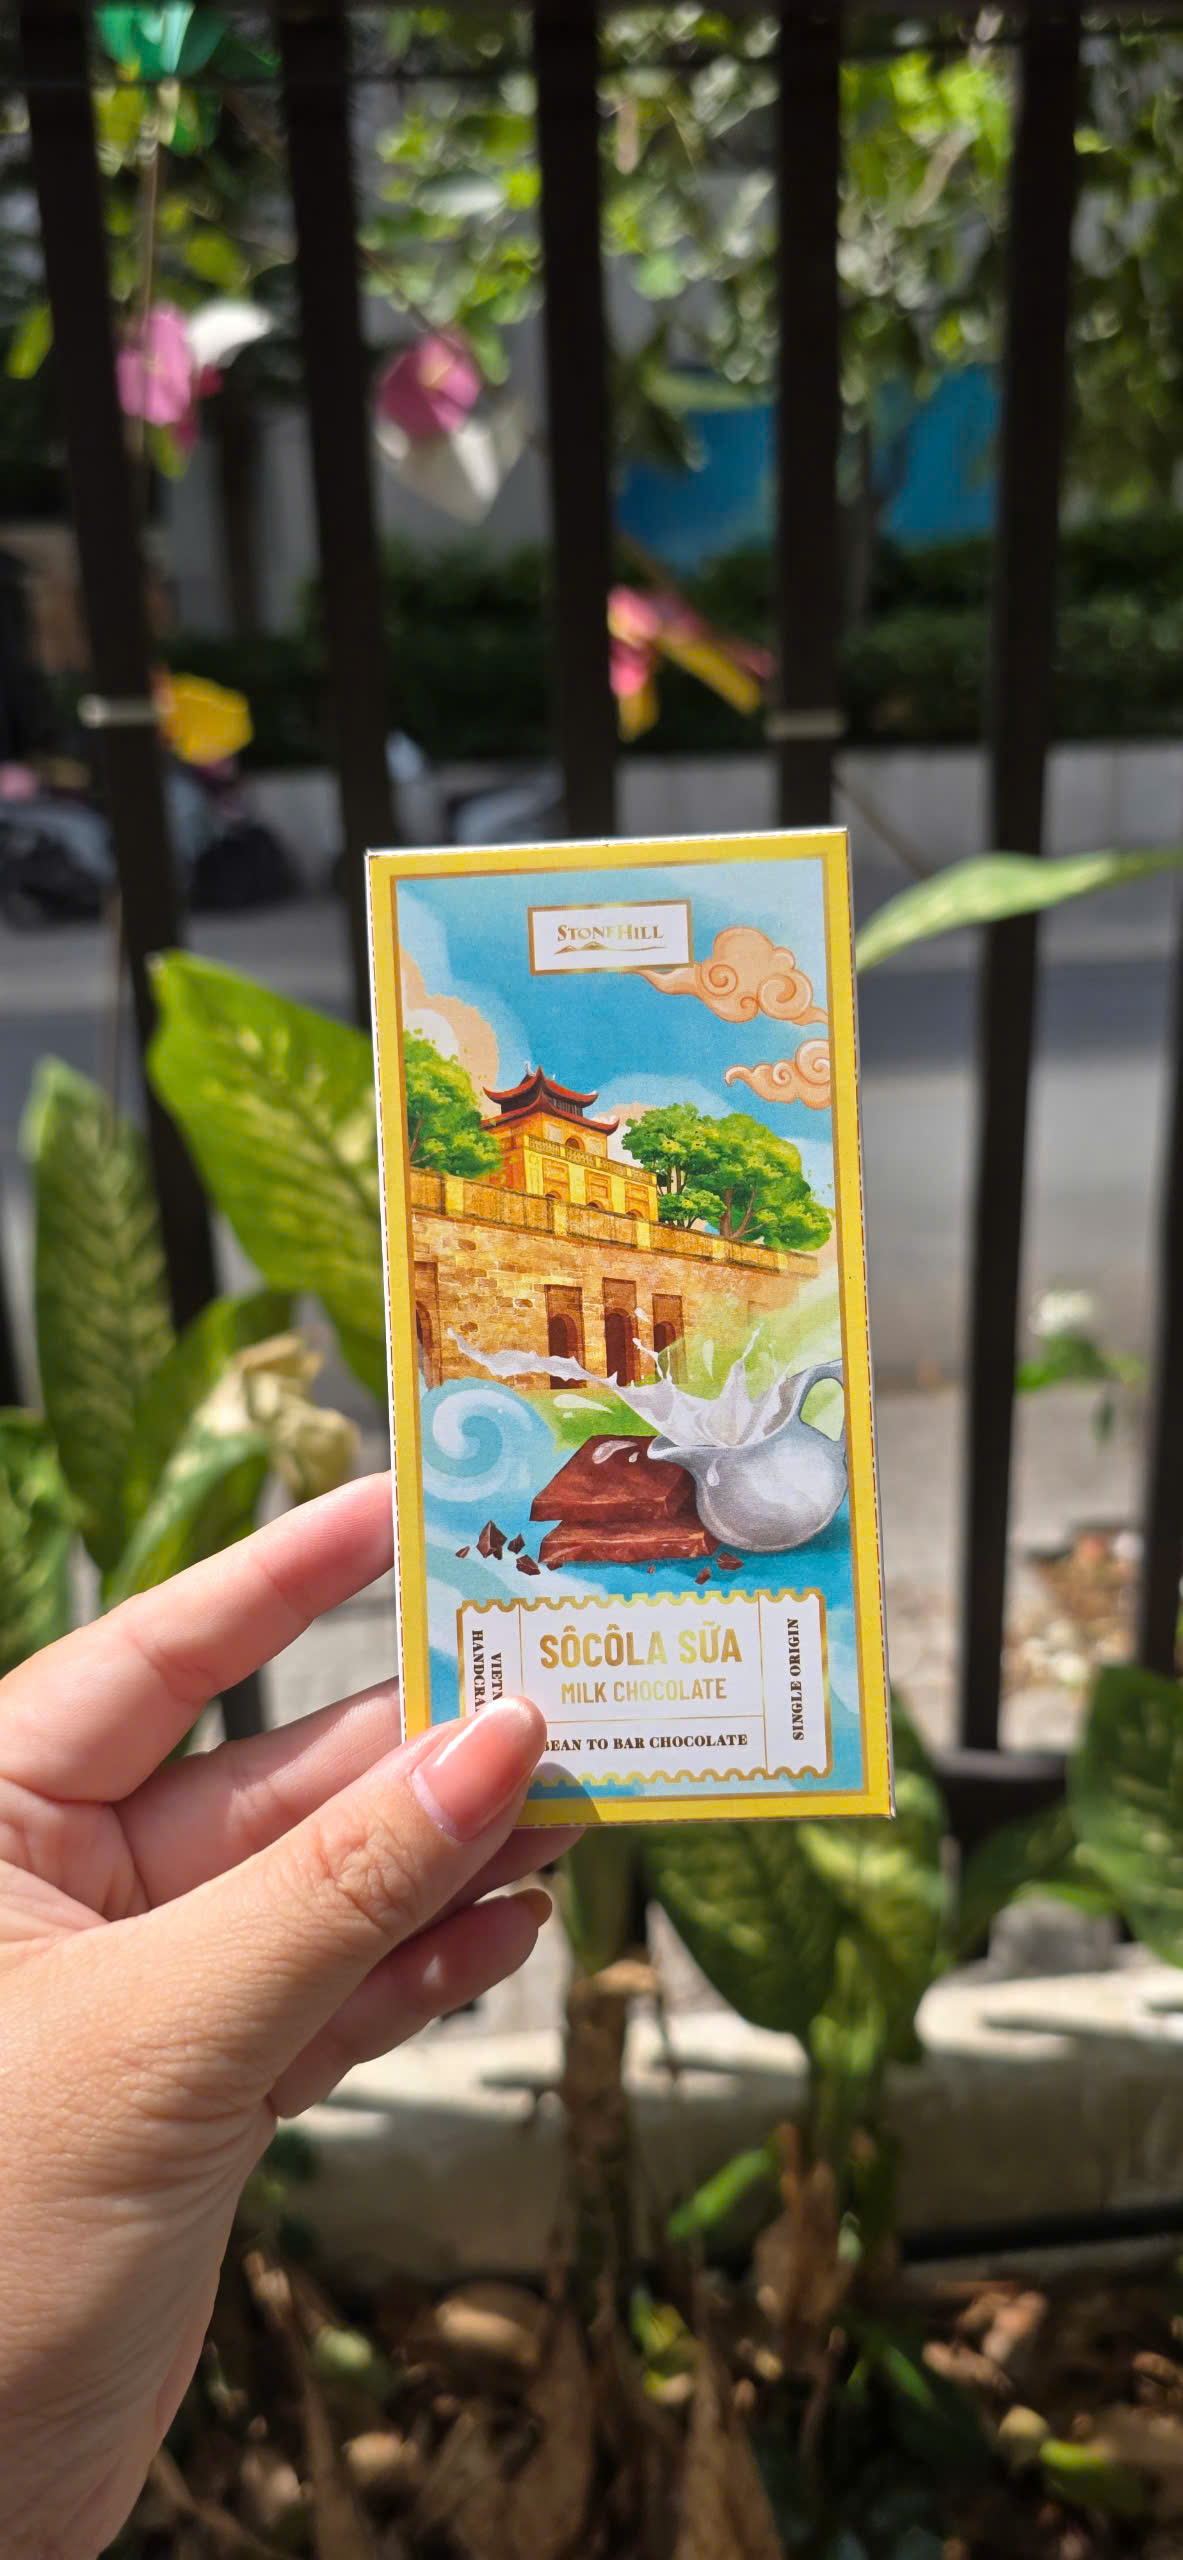 STONEHILL
SÔCÔLA SỮA
MILK CHOCOLATE
BEAN TO BAR CHOCOLATE
SINGLE ORIGIN